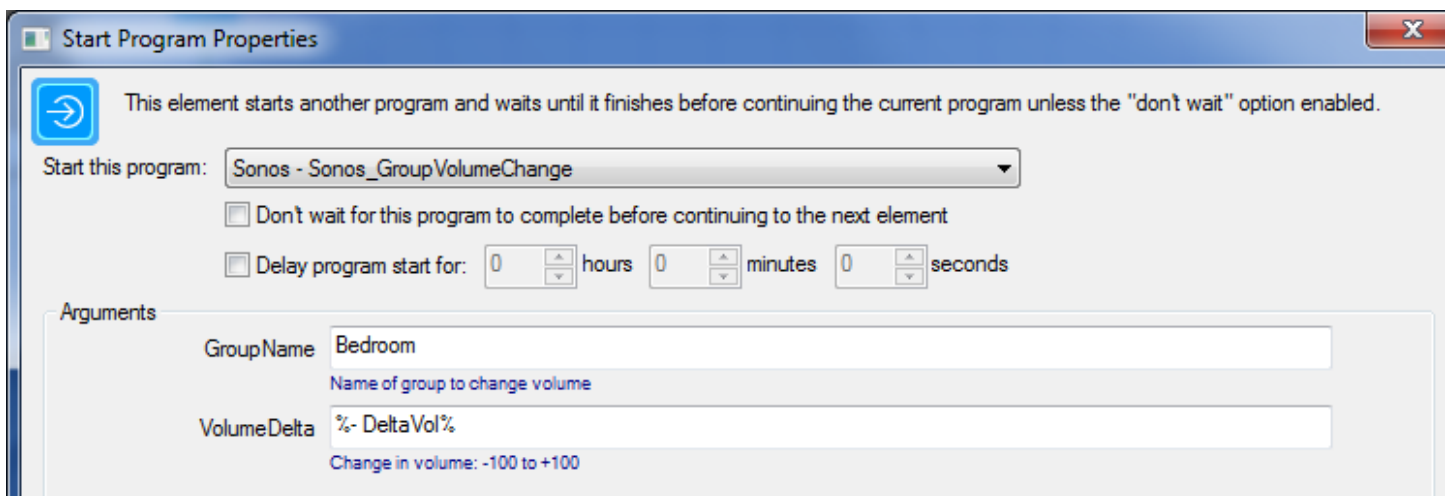 Start Program Properties
This element starts another program and waits until it finishes before continuing the current program unless the "don't wait" option enabled.
Start this program: Sonos - Sonos_GroupVolumeChange
Don't wait for this program to complete before continuing to the next element
Delay program start for: 0 hours 0 minutes 0 seconds
Arguments
GroupName Bedroom
Name of group to change volume
VolumeDelta %- DeltaVol%
Change in volume: -100 to +100